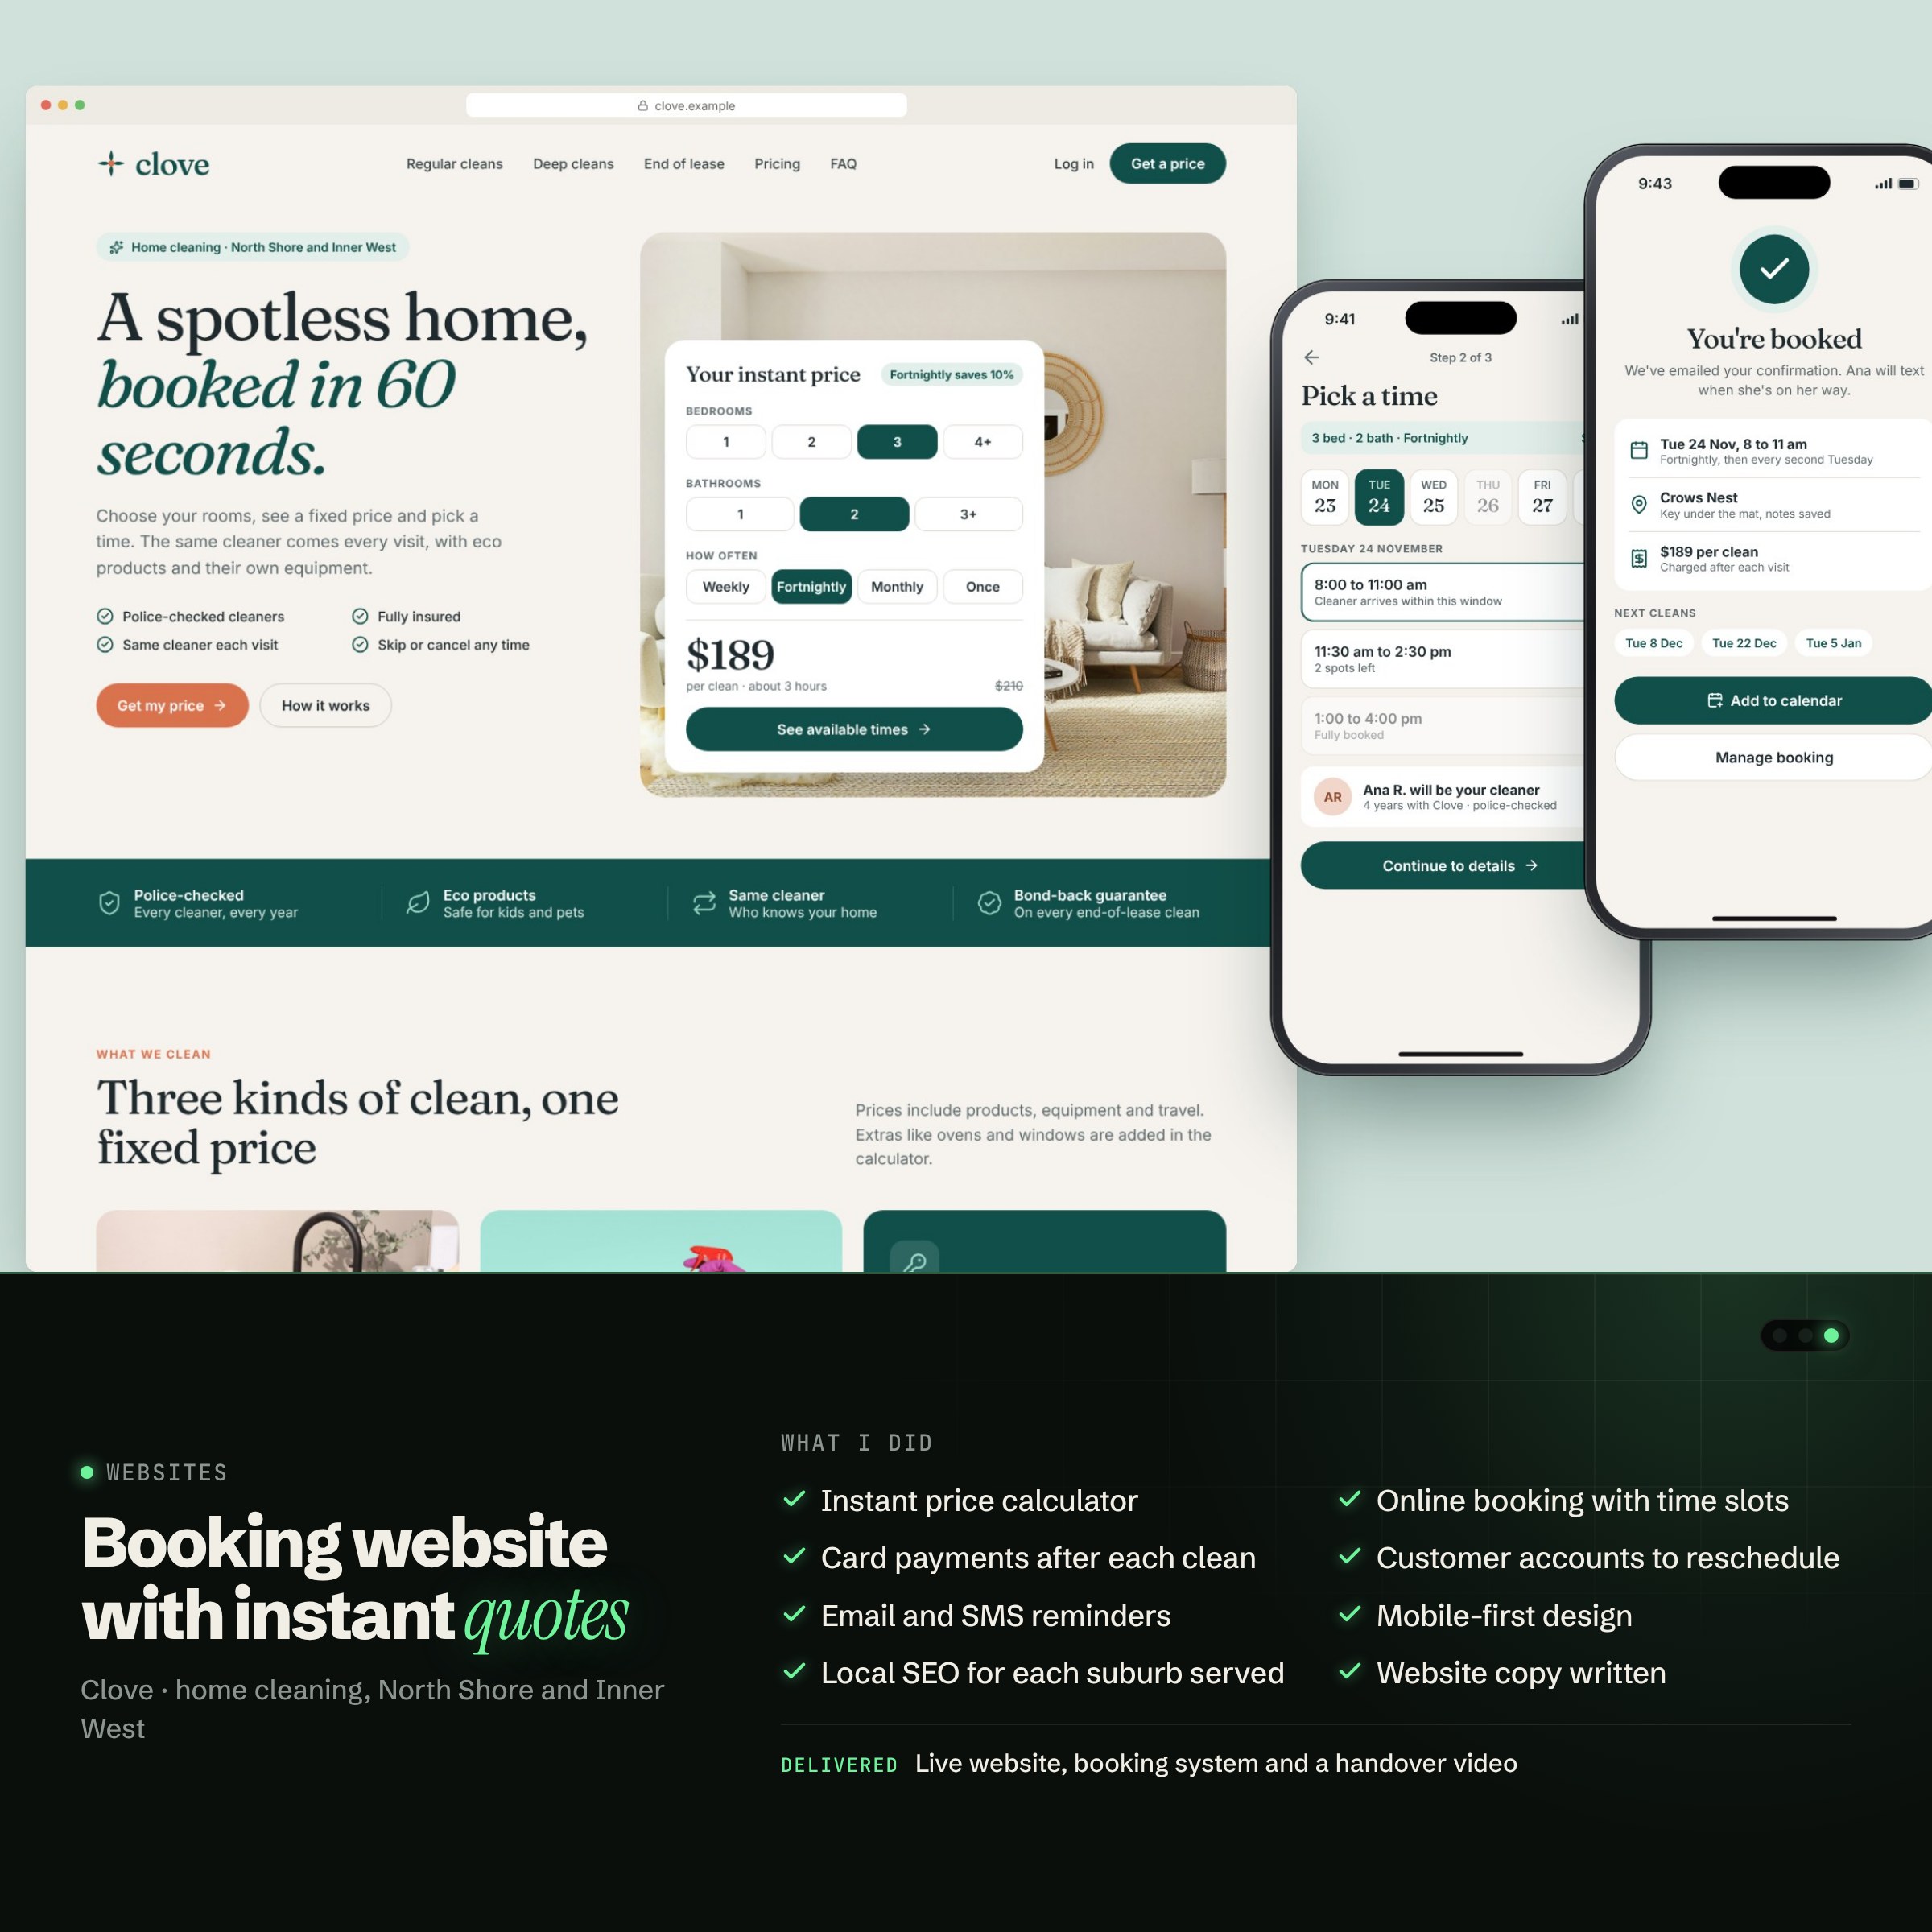 clove.example
clove
Regular cleans
Deep cleans
End of lease
Pricing
FAQ
Log in
Get a price
Home cleaning · North Shore and Inner West
A spotless home,
booked in 60
seconds.
Choose your rooms, see a fixed price and pick a
time. The same cleaner comes every visit, with eco
products and their own equipment.
Police-checked cleaners
Fully insured
Same cleaner each visit
Skip or cancel any time
Get my price
How it works
Your instant price
Fortnightly saves 10%
BEDROOMS
1
2
3
4+
BATHROOMS
1
2
3+
HOW OFTEN
Weekly
Fortnightly
Monthly
Once
$189
per clean · about 3 hours
$210
See available times
Police-checked
Every cleaner, every year
Eco products
Safe for kids and pets
Same cleaner
Who knows your home
Bond-back guarantee
On every end-of-lease clean
WHAT WE CLEAN
Three kinds of clean, one
fixed price
Prices include products, equipment and travel.
Extras like ovens and windows are added in the
calculator.
9:41
Step 2 of 3
Pick a time
3 bed · 2 bath · Fortnightly
MON
23
TUE
24
WED
25
THU
26
FRI
27
TUESDAY 24 NOVEMBER
8:00 to 11:00 am
Cleaner arrives within this window
11:30 am to 2:30 pm
2 spots left
1:00 to 4:00 pm
Fully booked
AR
Ana R. will be your cleaner
4 years with Clove · police-checked
Continue to details
9:43
You're booked
We've emailed your confirmation. Ana will text
when she's on her way.
Tue 24 Nov, 8 to 11 am
Fortnightly, then every second Tuesday
Crows Nest
Key under the mat, notes saved
$189 per clean
Charged after each visit
NEXT CLEANS
Tue 8 Dec
Tue 22 Dec
Tue 5 Jan
Add to calendar
Manage booking
WEBSITES
Booking website
with instant quotes
Clove · home cleaning, North Shore and Inner
West
WHAT I DID
Instant price calculator
Online booking with time slots
Card payments after each clean
Customer accounts to reschedule
Email and SMS reminders
Mobile-first design
Local SEO for each suburb served
Website copy written
DELIVERED Live website, booking system and a handover video